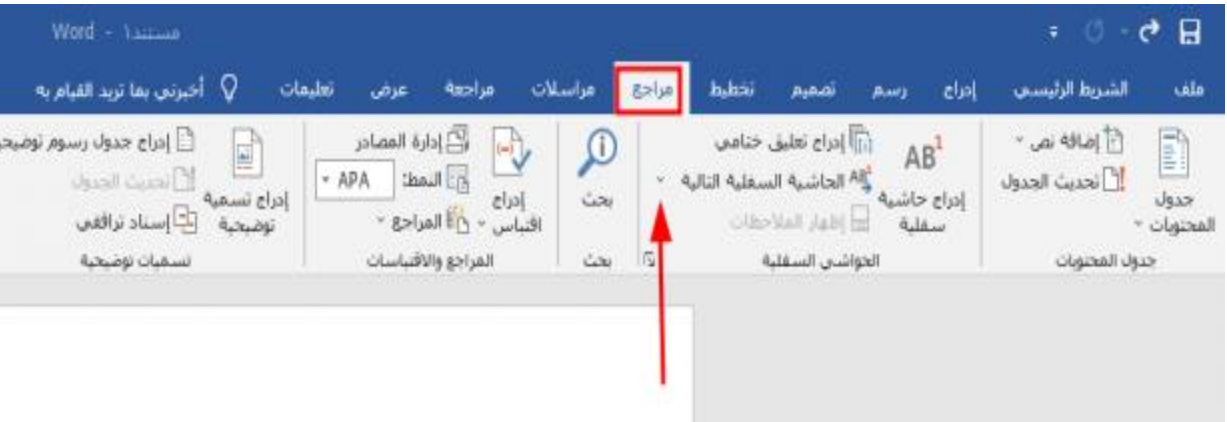 مستند1 - Word
ملف الشريط الرئيسي إدراج رسم تصميم تخطيط مراجع مراسلات مراجعة عرض تعليمات أخبرني بما تريد القيام به
جدول المحتويات
إضافة نص
تحديث الجدول
جدول المحتويات
AB1 إدراج حاشية سفلية
إدراج تعليق ختامي
AB الحاشية السفلية التالية
إظهار الملاحظات
الحواشي السفلية
بحث
بحث
إدراج اقتباس
إدارة المصادر
النمط: APA
المراجع
المراجع والاقتباسات
إدراج تسمية توضيحية
إدراج جدول رسوم
تحديث الجدول
إسناد ترافقي
تسميات توضيحية